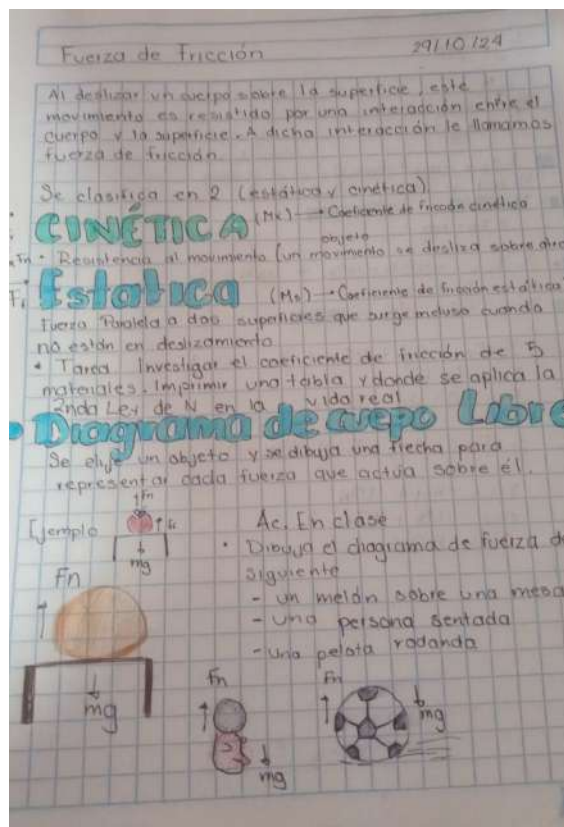 Fuerza de Fricción 29/10/24
Al deslizar un cuerpo sobre la superficie, este
movimiento es resistido por una interacción entre el
cuerpo y la superficie. A dicha interacción le llamamos
fuerza de fricción.
Se clasifica en 2 (estática y cinética)
CINÉTICA (Mk) → Coeficiente de fricción cinética
objeto
Fn • Resistencia al movimiento (un movimiento se desliza sobre otro
F. Estatica (Ms) → Coeficiente de fricción estaítica
Fuerza Paralela a dos superficies que surge incluso cuando
no están en deslizamiento
• Tarea Investigar el coeficiente de fricción de 5
materiales. Imprimir una tabla y donde se aplica la
2nda Ley de N en la vida real
• Diagrama de cuepo Libre
Se elije un objeto y se dibuja una flecha para
representar cada fuerza que actúa sobre él.
Fn
Ejemplo
mg
Ac. En clase
• Dibuja el diagrama de fuerza d
siguiente
- un melón sobre una mesa
- una persona sentada
- una pelota rodanda
Fn
mg
Fn
mg
Fn
mg